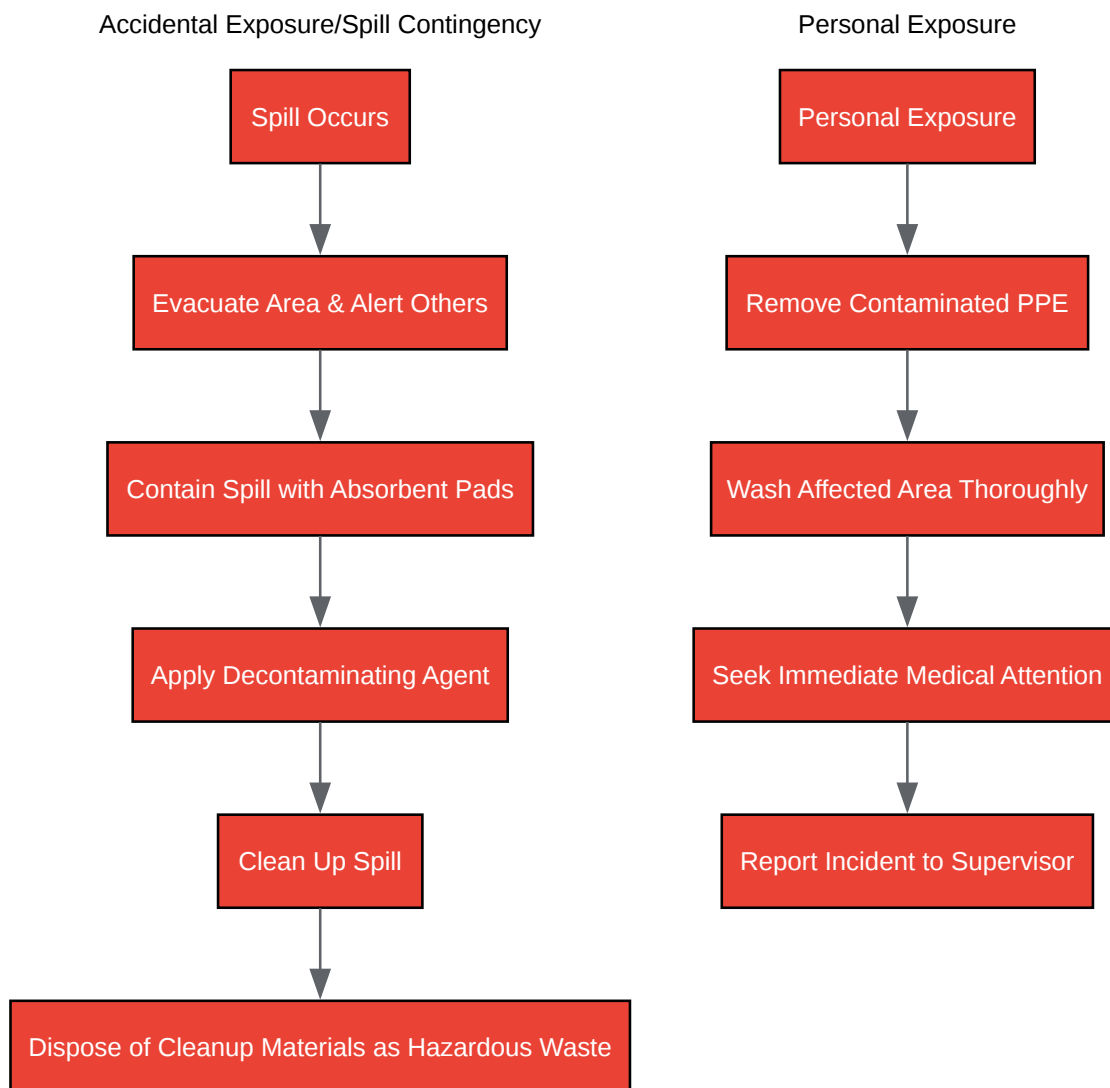 Accidental Exposure/Spill Contingency
Spill Occurs
Evacuate Area & Alert Others
Contain Spill with Absorbent Pads
Apply Decontaminating Agent
Clean Up Spill
Dispose of Cleanup Materials as Hazardous Waste
Personal Exposure
Personal Exposure
Remove Contaminated PPE
Wash Affected Area Thoroughly
Seek Immediate Medical Attention
Report Incident to Supervisor